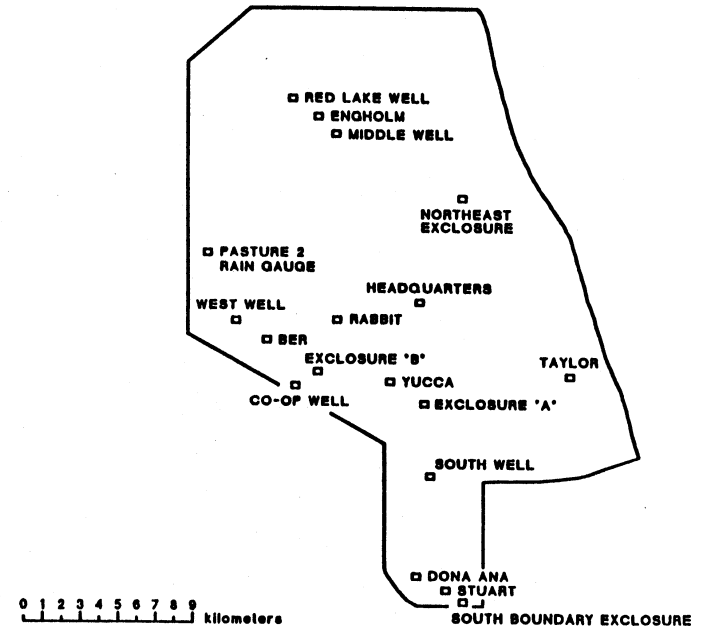 RED LAKE WELL
ENGHOLM
MIDDLE WELL
NORTHEAST
EXCLOSURE
PASTURE 2
RAIN GAUGE
HEADQUARTERS
WEST WELL
RABBIT
BER
EXCLOSURE "B"
TAYLOR
YUCCA
CO-OP WELL
EXCLOSURE "A"
SOUTH WELL
DONA ANA
STUART
0 1 2 3 4 5 6 7 8 9
kilometers
SOUTH BOUNDARY EXCLOSURE